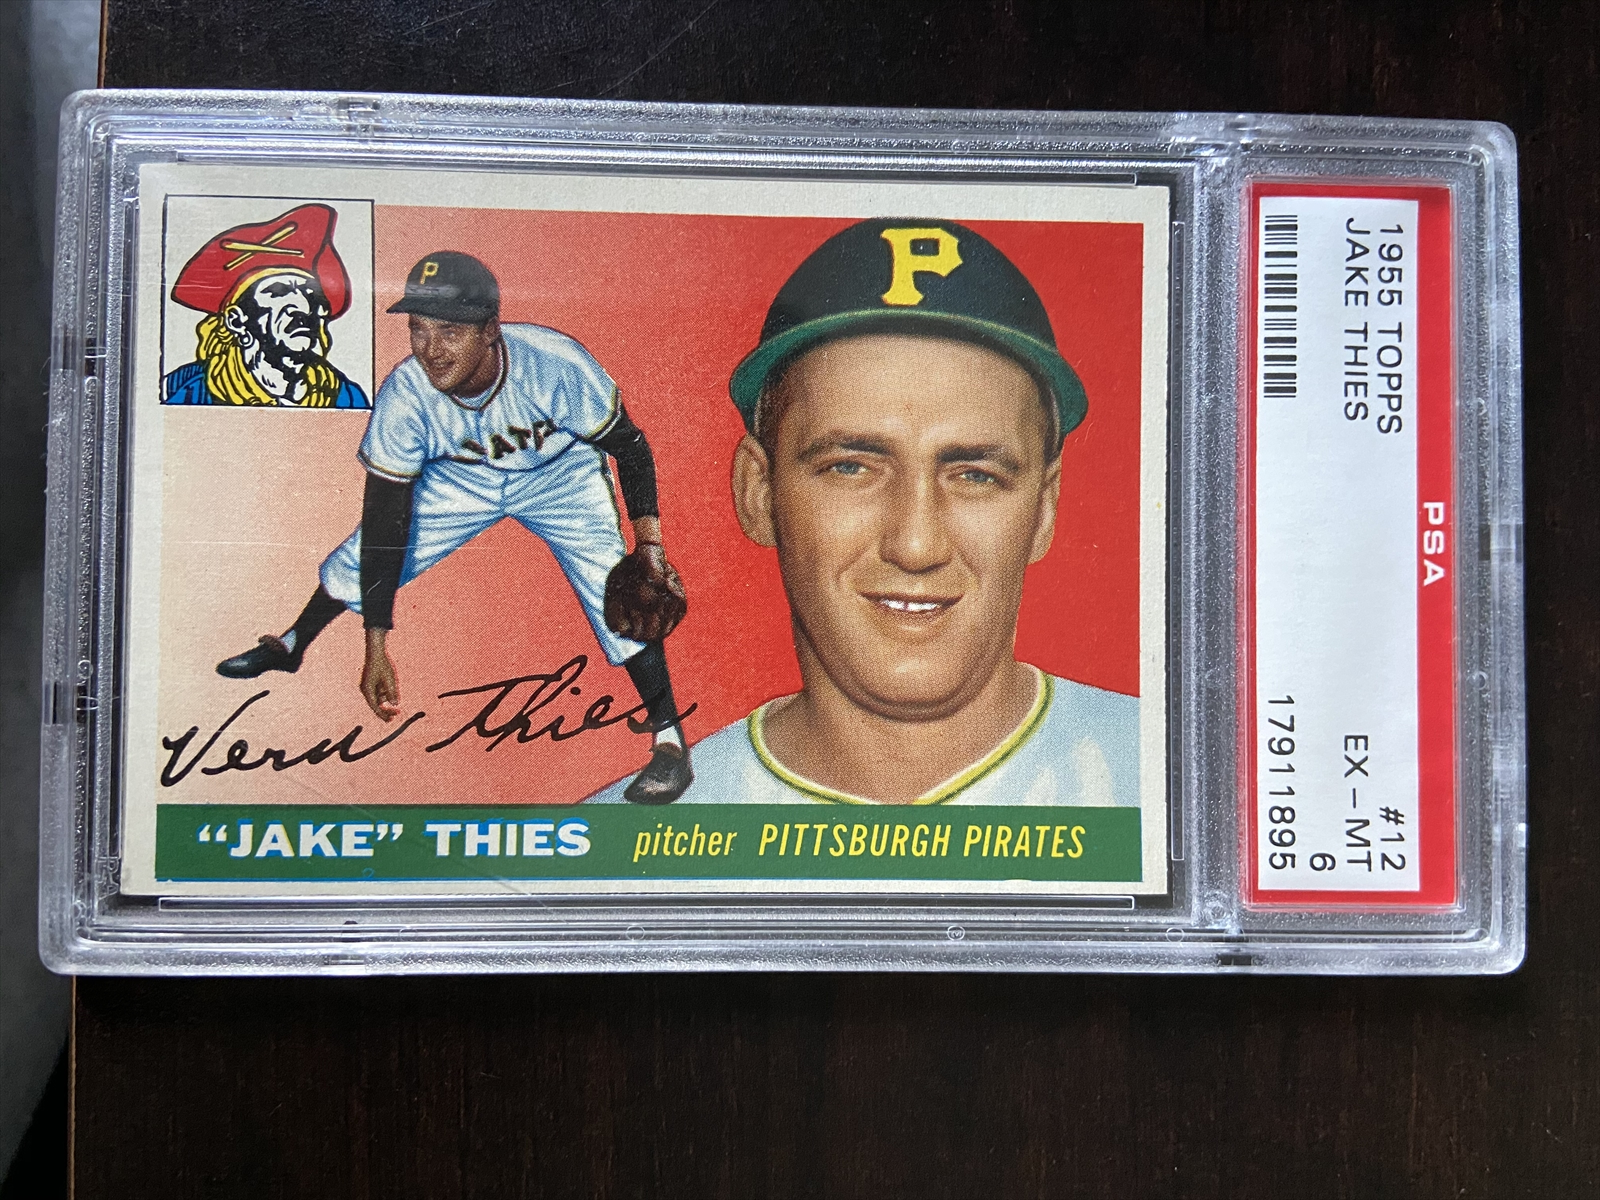 P
P
Vern Thies
"JAKE" THIES pitcher PITTSBURGH PIRATES
PSA
1955 TOPPS #12
JAKE THIES EX-MT
6
17911895